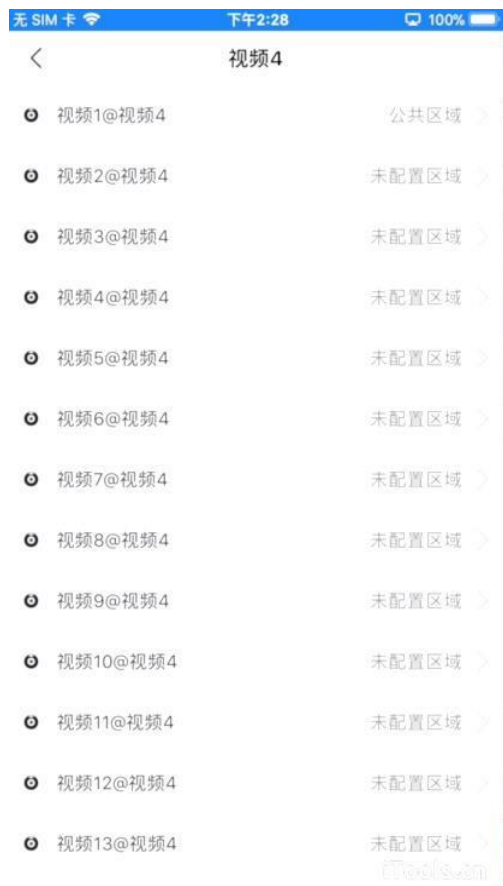 无 SIM 卡 下午2:28 100%
视频4
视频1@视频4 公共区域
视频2@视频4 未配置区域
视频3@视频4 未配置区域
视频4@视频4 未配置区域
视频5@视频4 未配置区域
视频6@视频4 未配置区域
视频7@视频4 未配置区域
视频8@视频4 未配置区域
视频9@视频4 未配置区域
视频10@视频4 未配置区域
视频11@视频4 未配置区域
视频12@视频4 未配置区域
视频13@视频4 未配置区域
iTools.cn